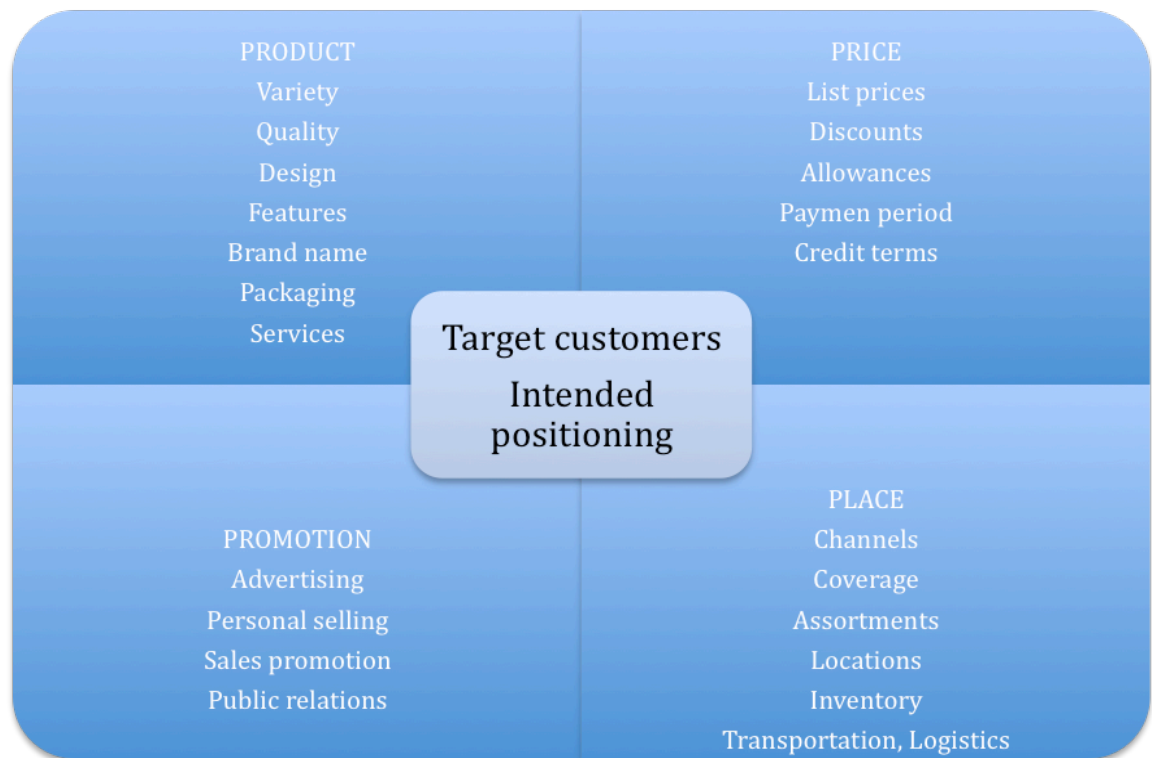 PRODUCT
Variety
Quality
Design
Features
Brand name
Packaging
Services
PRICE
List prices
Discounts
Allowances
Paymen period
Credit terms
Target customers
Intended
positioning
PROMOTION
Advertising
Personal selling
Sales promotion
Public relations
PLACE
Channels
Coverage
Assortments
Locations
Inventory
Transportation, Logistics